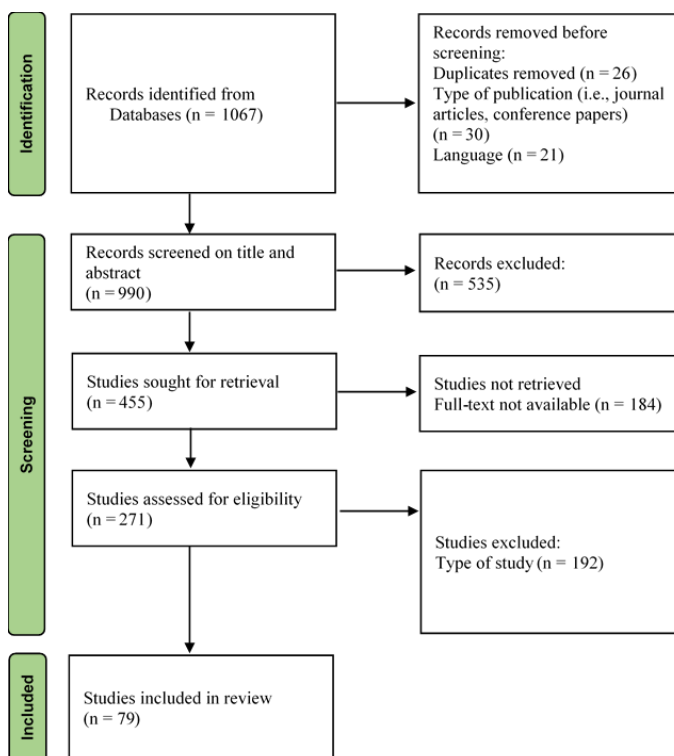 Identification
Records identified from
Databases (n = 1067)
Records removed before
screening:
Duplicates removed (n = 26)
Type of publication (i.e., journal
articles, conference papers)
(n = 30)
Language (n = 21)
Screening
Records screened on title and
abstract
(n = 990)
Records excluded:
(n = 535)
Studies sought for retrieval
(n = 455)
Studies not retrieved
Full-text not available (n = 184)
Studies assessed for eligibility
(n = 271)
Studies excluded:
Type of study (n = 192)
Included
Studies included in review
(n = 79)